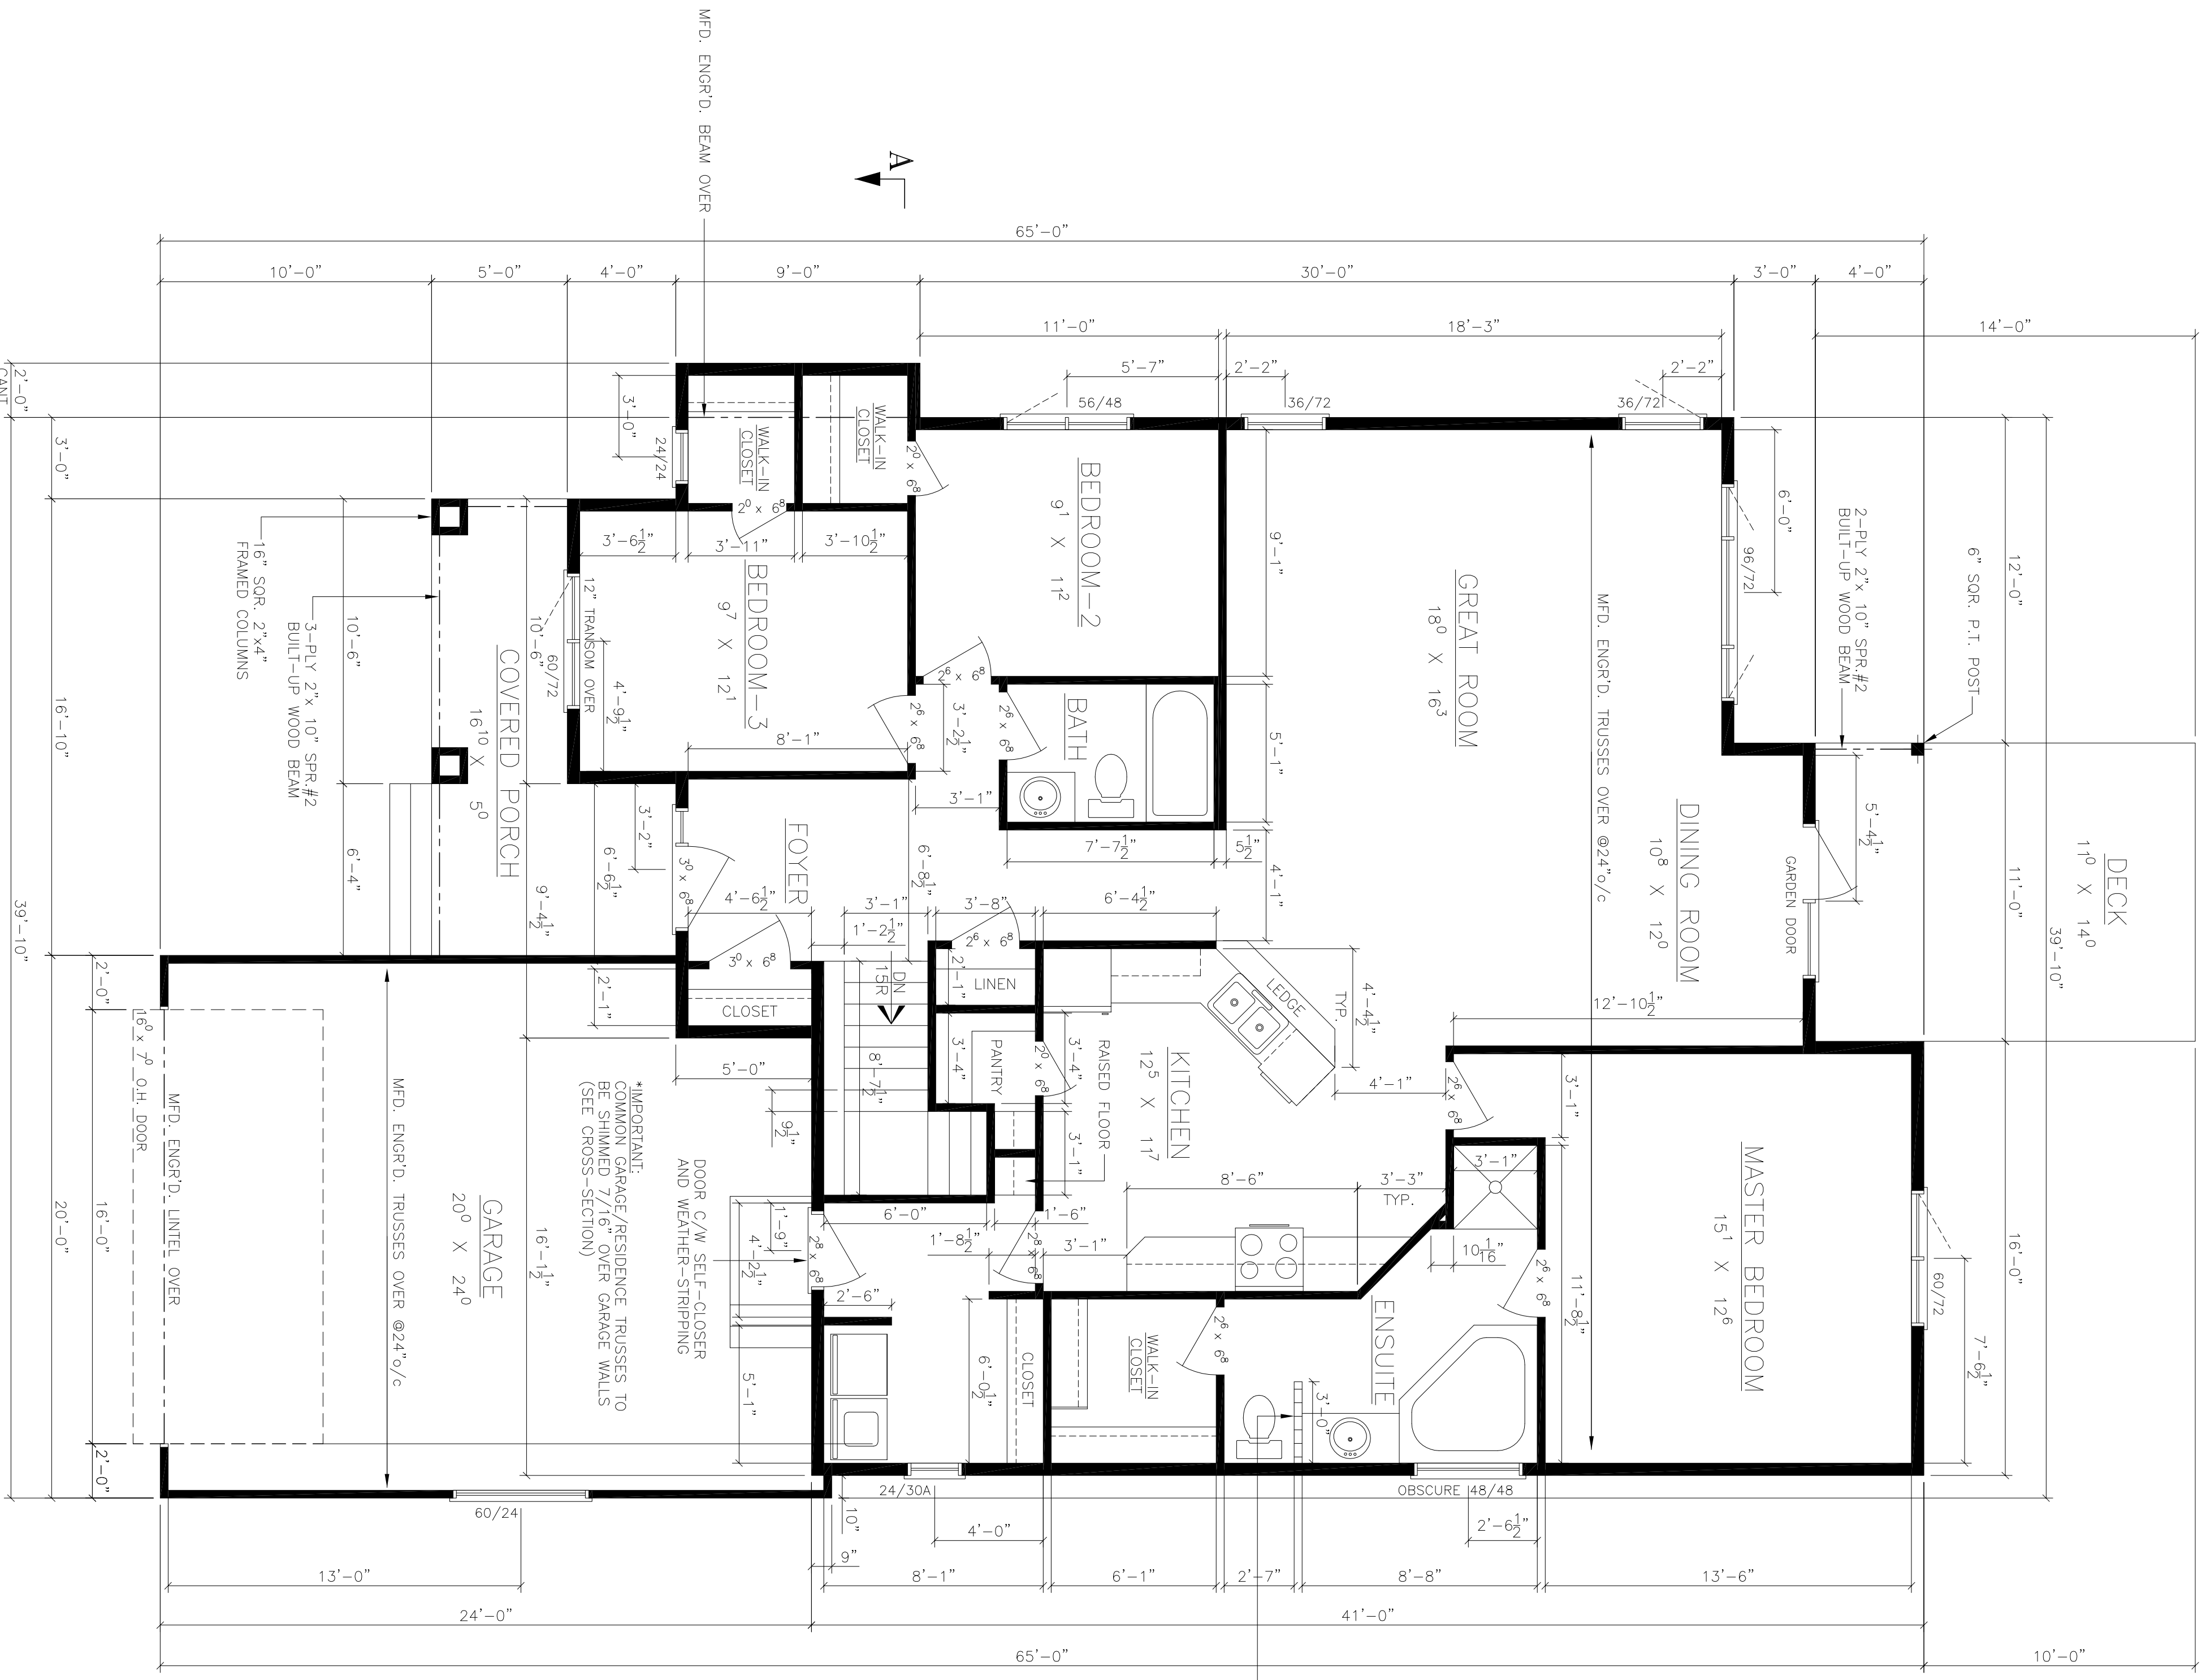 MFD. ENGR'D. BEAM OVER
A
65'-0"
10'-0"
5'-0"
4'-0"
9'-0"
30'-0"
3'-0"
4'-0"
11'-0"
18'-3"
14'-0"
5'-7"
2'-2"
2'-2"
56/48
36/72
36/72
2'-0"
3'-0"
3'-0"
24/24
WALK-IN
CLOSET
WALK-IN
CLOSET
2⁰ x 6⁸
2⁰ x 6⁸
BEDROOM-2
9¹ X 11²
9'-1"
6'-0"
96/72
2-PLY 2"x 10" SPR.#2
BUILT-UP WOOD BEAM
6" SQR. P.T. POST
12'-0"
39'-10"
DECK
11⁰ X 14⁰
11'-0"
GREAT ROOM
18⁰ X 16³
MFD. ENGR'D. TRUSSES OVER @24"o/c
DINING ROOM
10⁸ X 12⁰
GARDEN DOOR
5'-4½"
12'-10½"
16" SQR. 2"x4"
FRAMED COLUMNS
3-PLY 2"x 10" SPR.#2
BUILT-UP WOOD BEAM
10'-6"
16'-10"
6'-4"
39'-10"
COVERED PORCH
16¹⁰ X 5⁰
10'-6"
60/72
12" TRANSOM OVER
4'-9½"
3'-6½"
3'-11"
3'-10½"
BEDROOM-3
9⁷ X 12¹
8'-1"
2⁶ x 6⁸
2⁶ x 6⁸
3'-2½"
2⁶ x 6⁸
BATH
5'-1"
3'-1"
7'-7½"
5½"
4'-1"
FOYER
3'-2"
6'-6½"
9'-4½"
3⁰ x 6⁸
4'-6½"
6'-8½"
3'-1"
1'-2½"
3'-8"
6'-4½"
3⁰ x 6⁸
2⁶ x 6⁸
2'-1"
CLOSET
DN
15R
2'-1"
LINEN
3'-4"
PANTRY
2⁰ x 6⁸
3'-4"
RAISED FLOOR
3'-1"
8'-7½"
9½"
5'-0"
LEDGE
TYP.
4'-4½"
KITCHEN
12⁵ X 11⁷
4'-1"
8'-6"
3'-3"
TYP.
2⁶ x 6⁸
3'-1"
3'-1"
10 1/16"
11'-8½"
2⁶ x 6⁸
MASTER BEDROOM
15¹ X 12⁶
16'-0"
60/72
7'-6½"
6'-0"
1'-6"
1'-8½"
2⁸ x 6⁸
3'-1"
2⁸ x 6⁸
1'-9"
4'-2½"
2'-6"
5'-1"
6'-0½"
CLOSET
WALK-IN
CLOSET
2⁶ x 6⁸
ENSUITE
3'-0"
OBSCURE 48/48
24/30A
2'-6½"
4'-0"
*IMPORTANT:
COMMON GARAGE/RESIDENCE TRUSSES TO
BE SHIMMED 7/16" OVER GARAGE WALLS
(SEE CROSS-SECTION)
DOOR C/W SELF-CLOSER
AND WEATHER-STRIPPING
GARAGE
20⁰ X 24⁰
16'-1½"
MFD. ENGR'D. TRUSSES OVER @24"o/c
MFD. ENGR'D. LINTEL OVER
16⁰ x 7⁰ O.H. DOOR
2'-0"
16'-0"
2'-0"
20'-0"
60/24
10"
9"
13'-0"
8'-1"
6'-1"
2'-7"
8'-8"
13'-6"
24'-0"
41'-0"
65'-0"
10'-0"